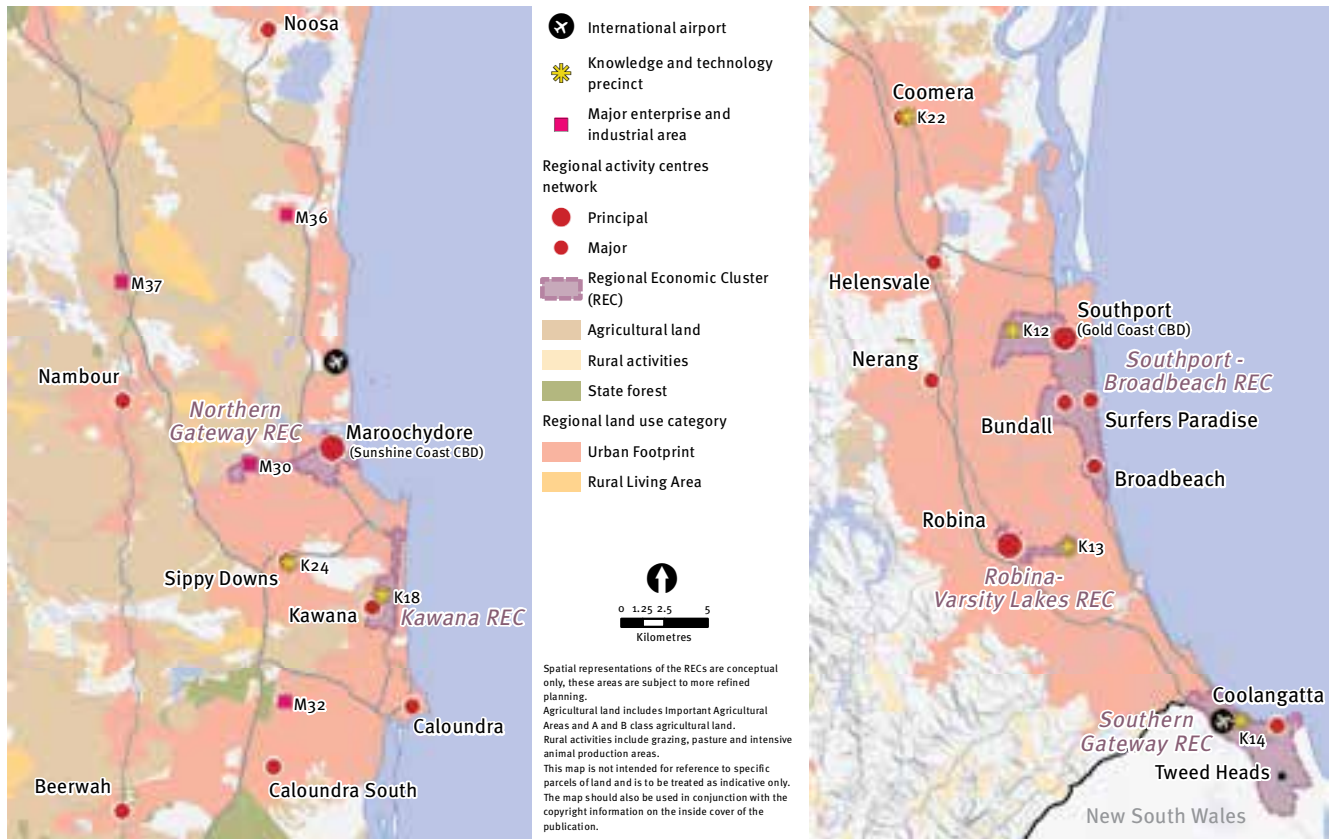 Noosa
M36
M37
Nambour
Northern
Gateway REC
Maroochydore
(Sunshine Coast CBD)
M30
K24
Sippy Downs
K18
Kawana
Kawana REC
M32
Caloundra
Caloundra South
Beerwah
International airport
Knowledge and technology
precinct
Major enterprise and
industrial area
Regional activity centres
network
Principal
Major
Regional Economic Cluster
(REC)
Agricultural land
Rural activities
State forest
Regional land use category
Urban Footprint
Rural Living Area
0 1.25 2.5 5
Kilometres
Spatial representations of the RECs are conceptual
only, these areas are subject to more refined
planning.
Agricultural land includes Important Agricultural
Areas and A and B class agricultural land.
Rural activities include grazing, pasture and intensive
animal production areas.
This map is not intended for reference to specific
parcels of land and is to be treated as indicative only.
The map should also be used in conjunction with the
copyright information on the inside cover of the
publication.
Coomera
K22
Helensvale
Southport
(Gold Coast CBD)
K12
Nerang
Southport -
Broadbeach REC
Bundall
Surfers Paradise
Broadbeach
Robina
K13
Robina-
Varsity Lakes REC
Coolangatta
Southern
Gateway REC
K14
Tweed Heads
New South Wales